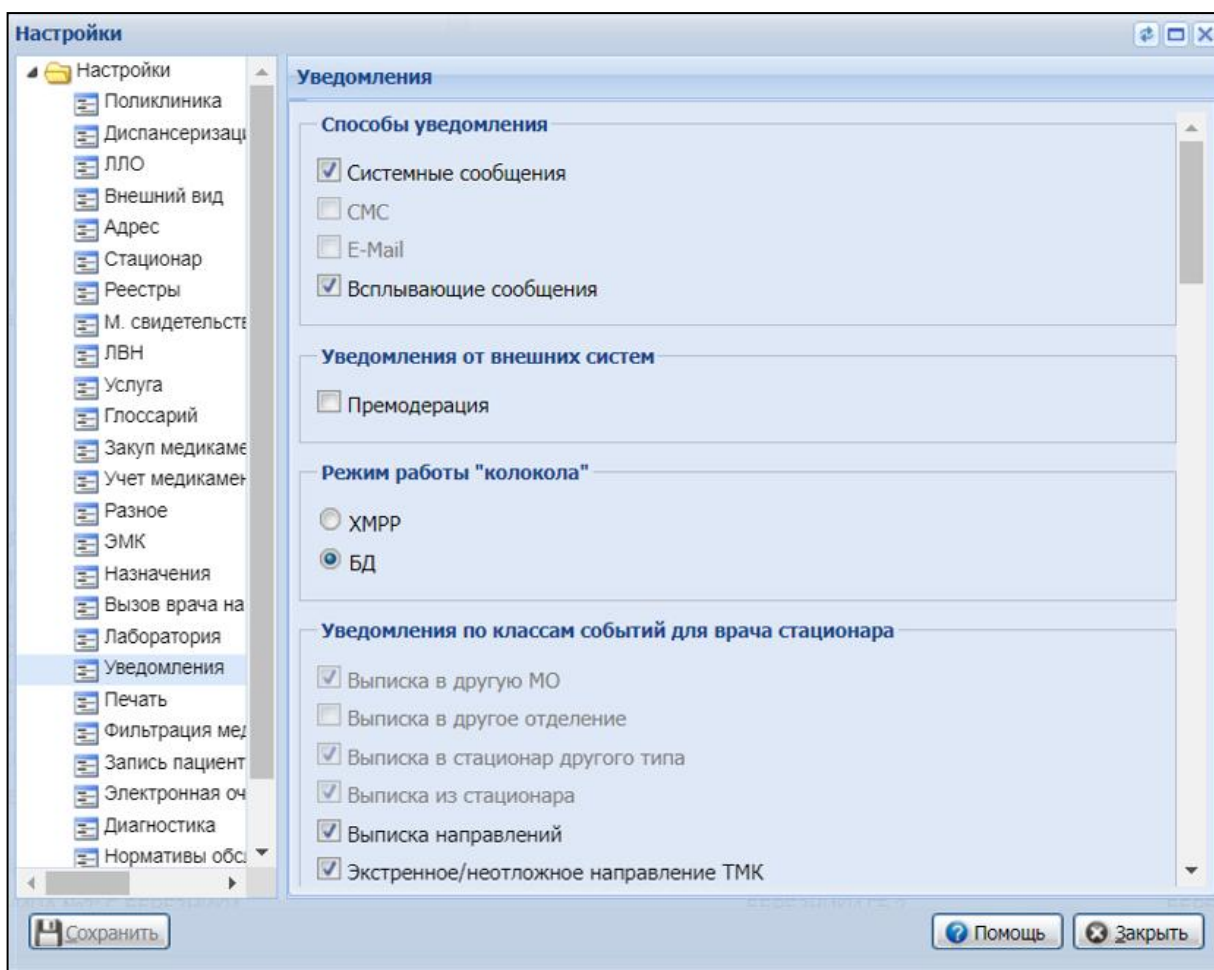 Настройки
Настройки
Поликлиника
Диспансеризаци
ЛЛО
Внешний вид
Адрес
Стационар
Реестры
М. свидетельств
ЛВН
Услуга
Глоссарий
Закуп медикаме
Учет медикамен
Разное
ЭМК
Назначения
Вызов врача на
Лаборатория
Уведомления
Печать
Фильтрация мед
Запись пациент
Электронная оч
Диагностика
Нормативы обс
Уведомления
Способы уведомления
Системные сообщения
СМС
E-Mail
Всплывающие сообщения
Уведомления от внешних систем
Премодерация
Режим работы "колокола"
XMPP
БД
Уведомления по классам событий для врача стационара
Выписка в другую МО
Выписка в другое отделение
Выписка в стационар другого типа
Выписка из стационара
Выписка направлений
Экстренное/неотложное направление ТМК
Сохранить
Помощь
Закрыть